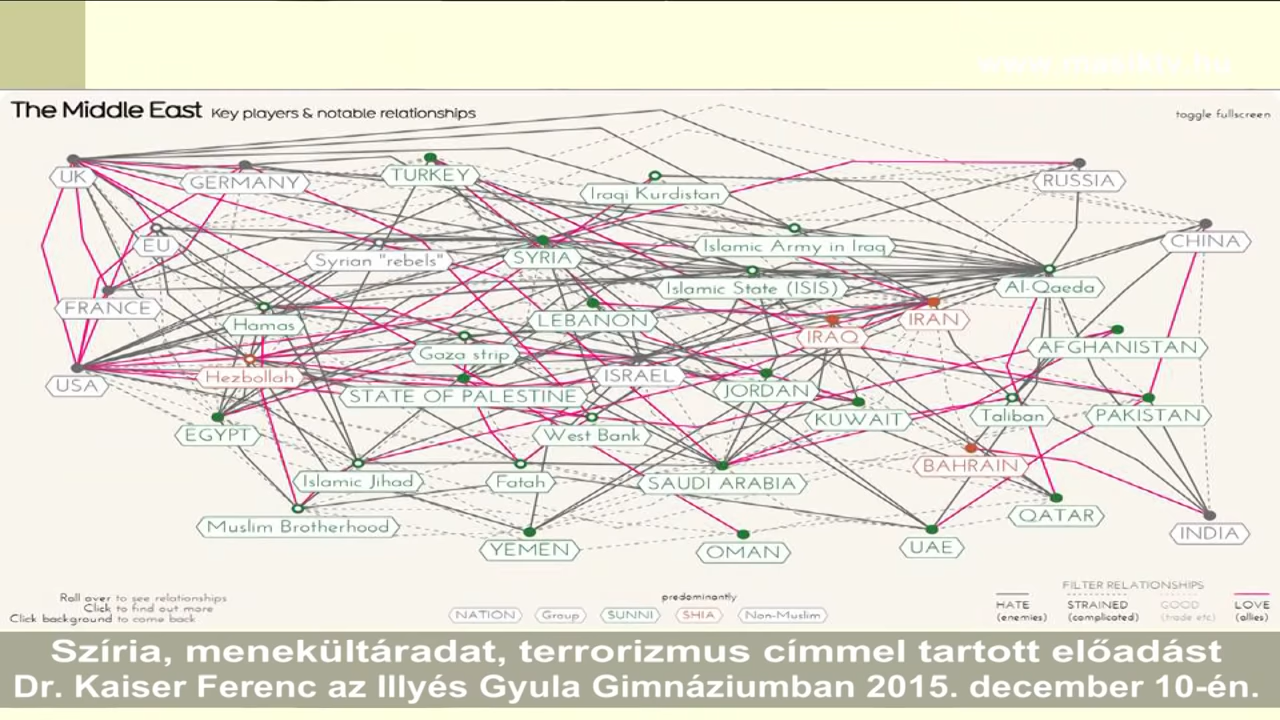 www.masiktv.hu
The Middle East Key players & notable relationships
toggle fullscreen
UK
GERMANY
TURKEY
Iraqi Kurdistan
RUSSIA
EU
Syrian "rebels"
SYRIA
Islamic Army in Iraq
CHINA
FRANCE
Hamas
LEBANON
Islamic State (ISIS)
Al-Qaeda
IRAN
IRAQ
Gaza strip
AFGHANISTAN
USA
Hezbollah
ISRAEL
STATE OF PALESTINE
JORDAN
KUWAIT
Taliban
PAKISTAN
EGYPT
West Bank
BAHRAIN
Islamic Jihad
Fatah
SAUDI ARABIA
QATAR
Muslim Brotherhood
YEMEN
OMAN
UAE
INDIA
Roll over to see relationships
Click to find out more
Click background to come back
predominantly
NATION Group SUNNI SHIA Non-Muslim
FILTER RELATIONSHIPS
HATE STRAINED GOOD LOVE
(enemies) (complicated) (trade etc) (allies)
Szíria, menekültáradat, terrorizmus címmel tartott előadást
Dr. Kaiser Ferenc az Illyés Gyula Gimnáziumban 2015. december 10-én.